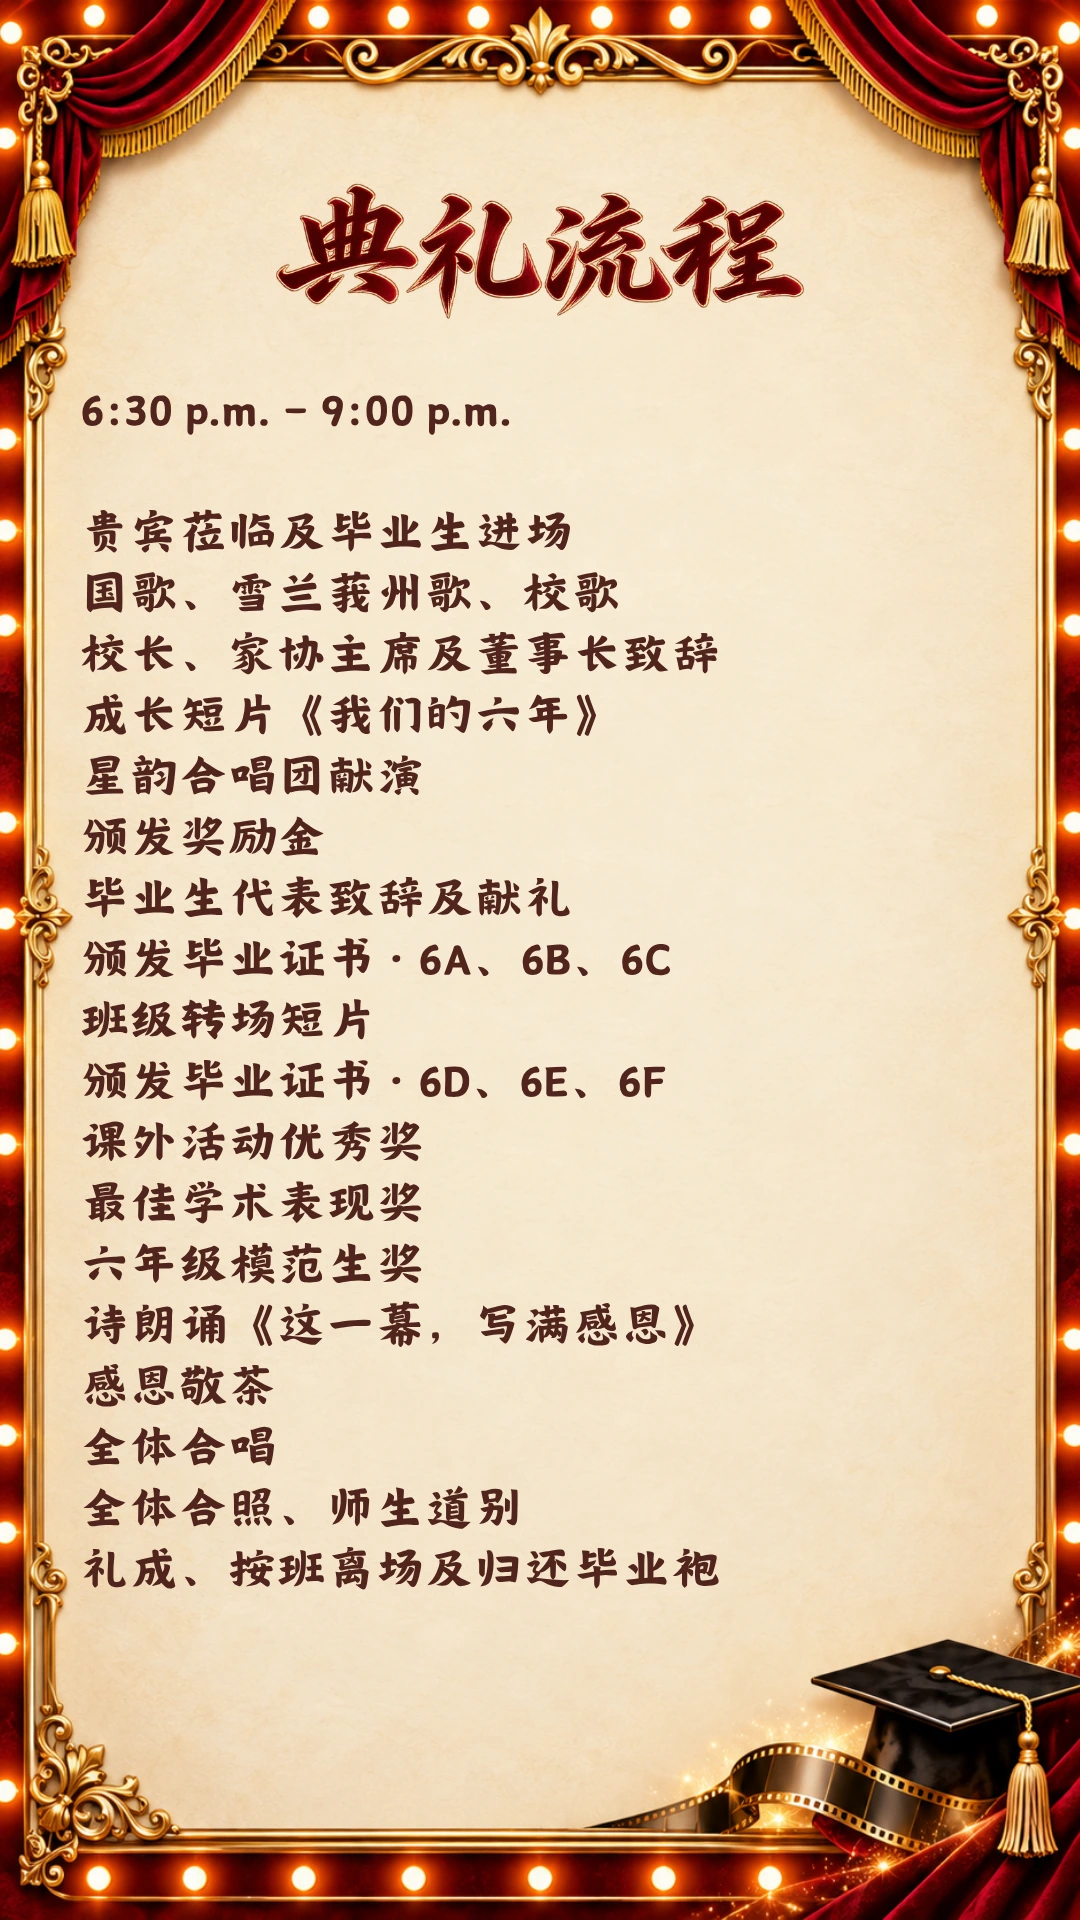 典礼流程
6:30 p.m. – 9:00 p.m.
贵宾莅临及毕业生进场
国歌、雪兰莪州歌、校歌
校长、家协主席及董事长致辞
成长短片《我们的六年》
星韵合唱团献演
颁发奖励金
毕业生代表致辞及献礼
颁发毕业证书·6A、6B、6C
班级转场短片
颁发毕业证书·6D、6E、6F
课外活动优秀奖
最佳学术表现奖
六年级模范生奖
诗朗诵《这一幕，写满感恩》
感恩敬茶
全体合唱
全体合照、师生道别
礼成、按班离场及归还毕业袍